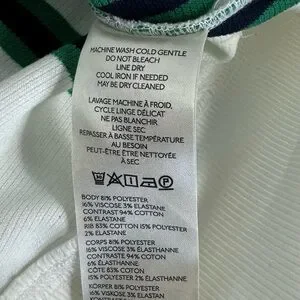 MACHINE WASH COLD GENTLE
DO NOT BLEACH
LINE DRY
COOL IRON IF NEEDED
MAY BE DRY CLEANED
LAVAGE MACHINE À FROID,
CYCLE LINGE DÉLICAT
NE PAS BLANCHIR
LIGNE SEC
REPASSER À BASSE TEMPÉRATURE
AU BESOIN
PEUT-ÊTRE ÊTRE NETTOYÉE
À SEC
BODY 81% POLYESTER
16% VISCOSE 3% ELASTANE
CONTRAST 94% COTTON
6% ELASTANE
RIB 83% COTTON 15% POLYESTER
2% ELASTANE
CORPS 81% POLYESTER
16% VISCOSE 3% ÉLASTHANNE
CONTRASTE 94% COTON
6% ÉLASTHANNE
CÔTE 83% COTON
15% POLYESTER 2% ÉLASTHANNE
KÖRPER 81% POLYESTER
16% VISKOSE 3% ELASTHAN